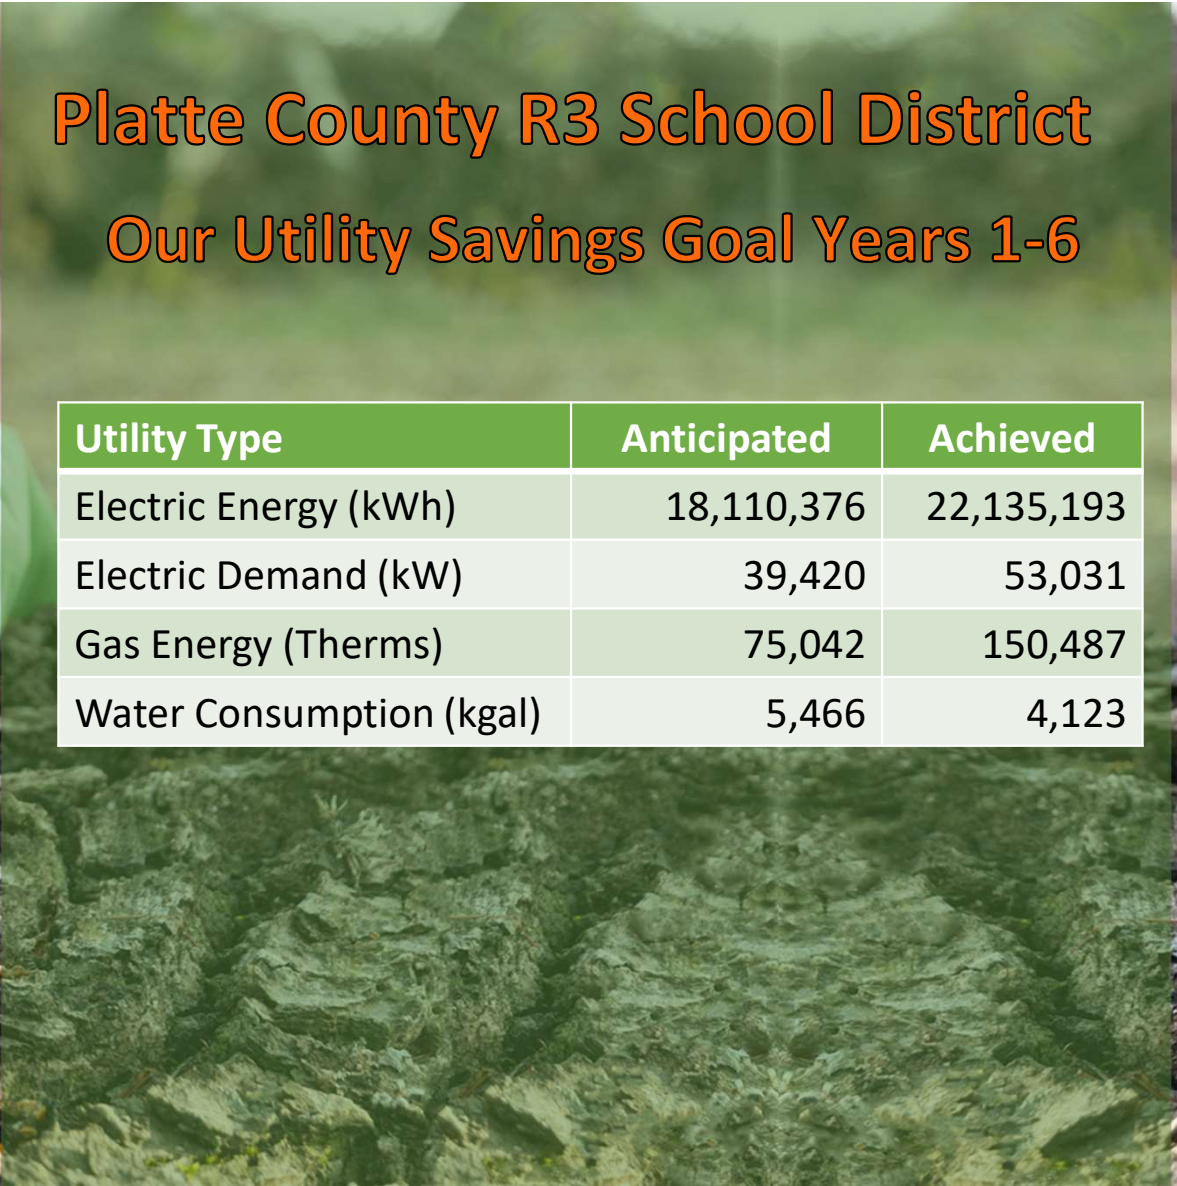 Platte County R3 School District
Our Utility Savings Goal Years 1-6
Utility Type Anticipated Achieved
Electric Energy (kWh) 18,110,376 22,135,193
Electric Demand (kW) 39,420 53,031
Gas Energy (Therms) 75,042 150,487
Water Consumption (kgal) 5,466 4,123